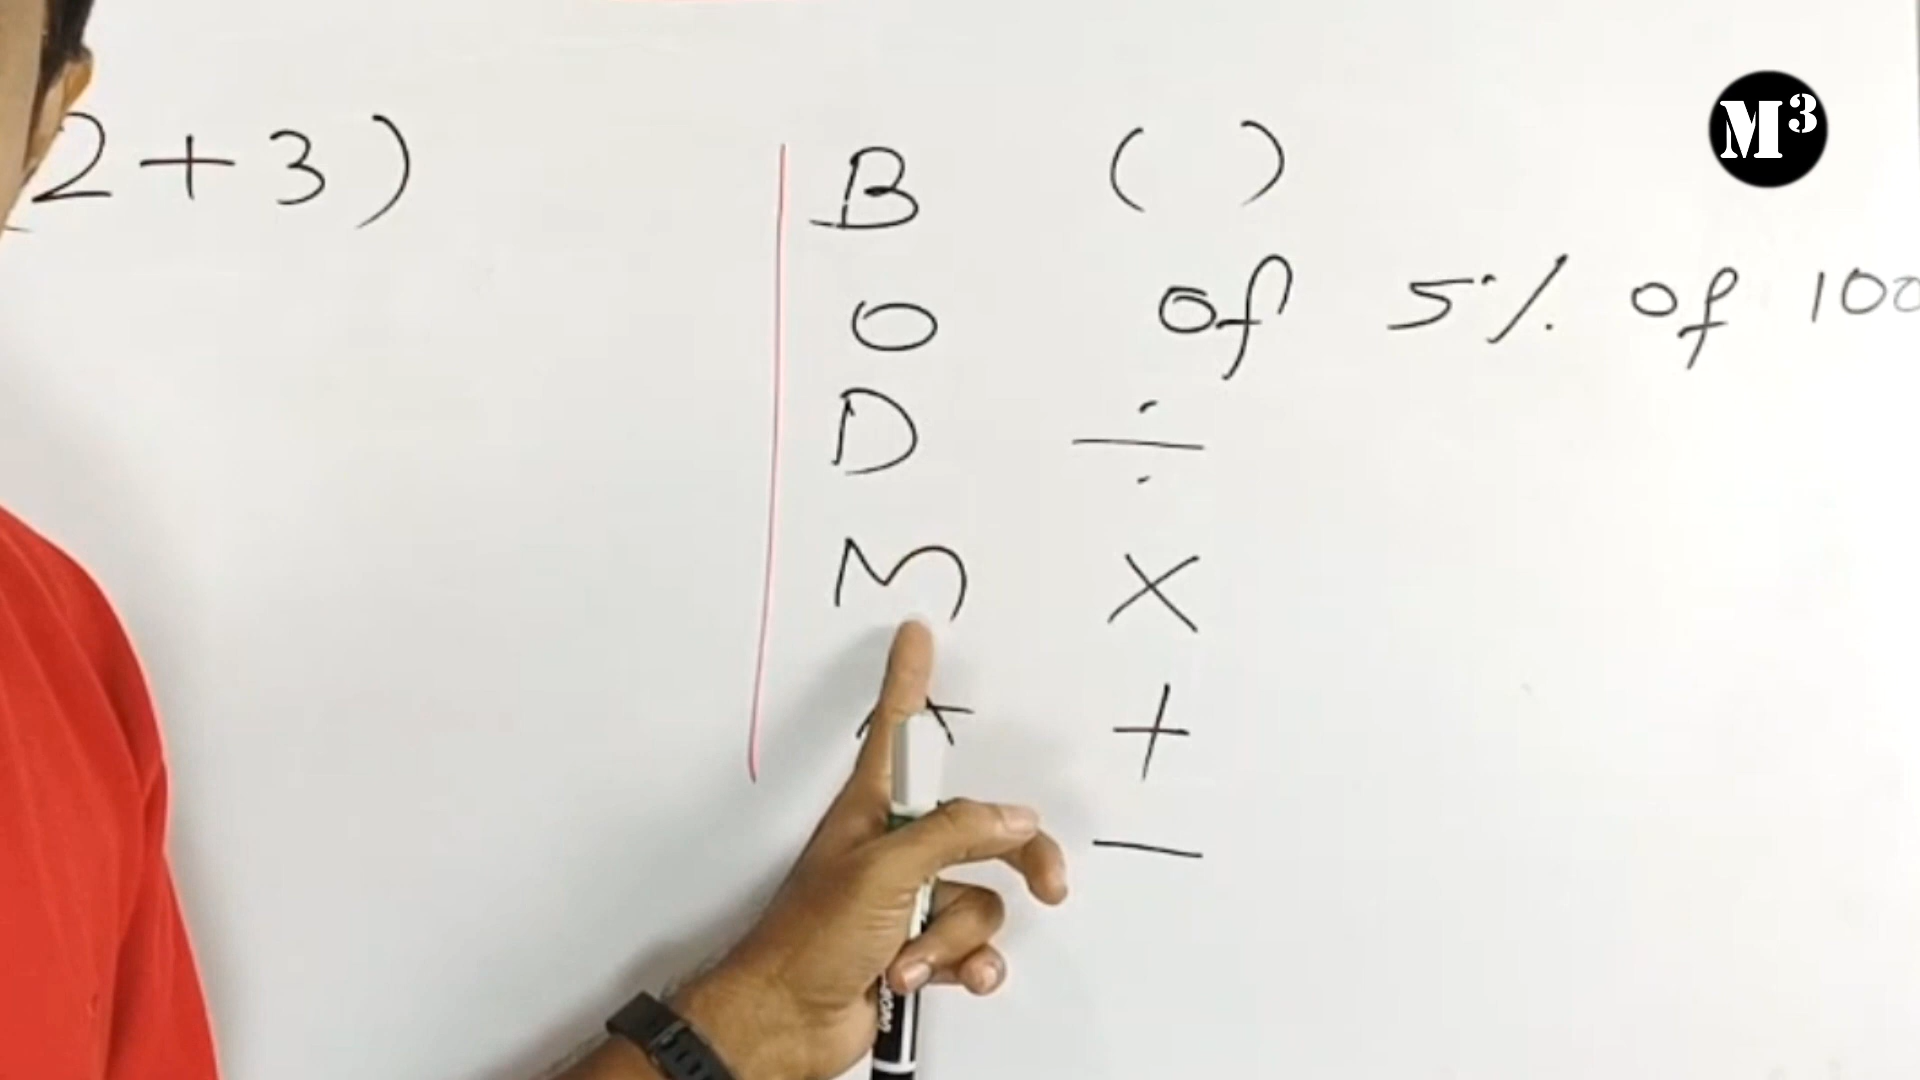 2 + 3 )
B ( )
O of 5% of 100
D ÷
M ×
+
−
M³